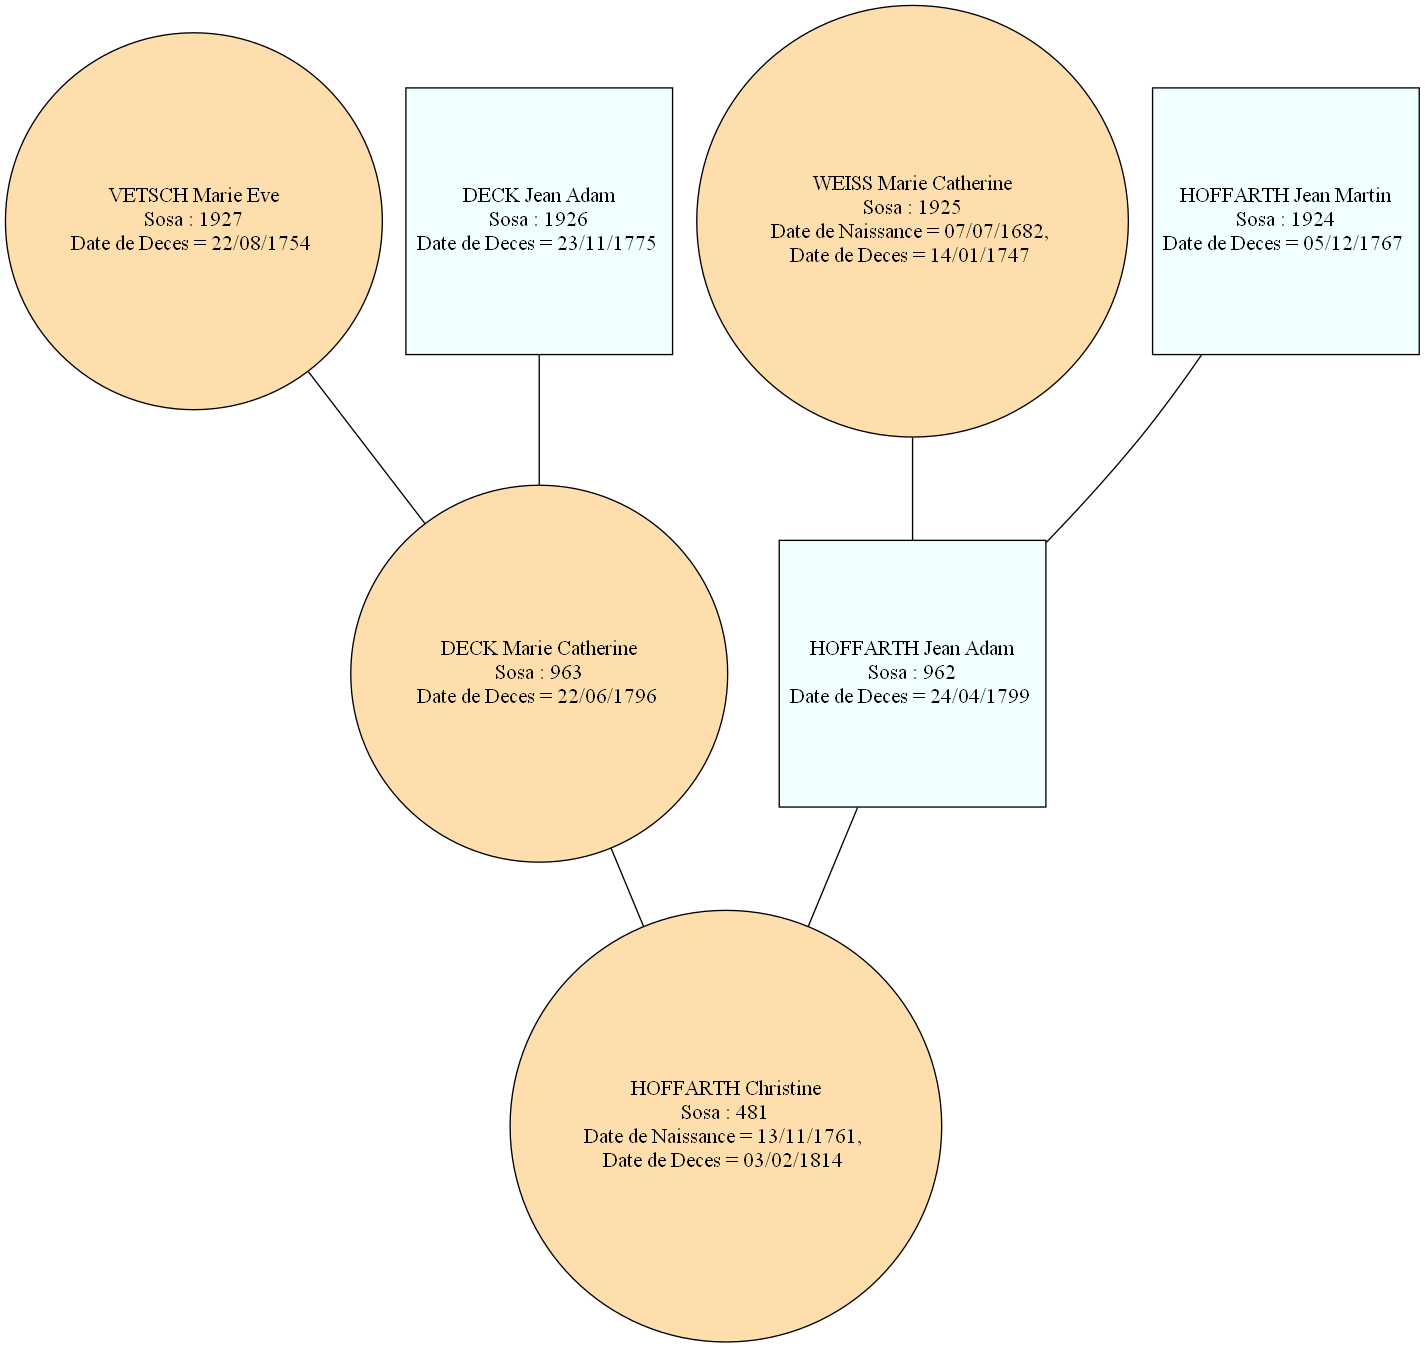 VETSCH Marie Eve
Sosa : 1927
Date de Deces = 22/08/1754
DECK Jean Adam
Sosa : 1926
Date de Deces = 23/11/1775
WEISS Marie Catherine
Sosa : 1925
Date de Naissance = 07/07/1682,
Date de Deces = 14/01/1747
HOFFARTH Jean Martin
Sosa : 1924
Date de Deces = 05/12/1767
DECK Marie Catherine
Sosa : 963
Date de Deces = 22/06/1796
HOFFARTH Jean Adam
Sosa : 962
Date de Deces = 24/04/1799
HOFFARTH Christine
Sosa : 481
Date de Naissance = 13/11/1761,
Date de Deces = 03/02/1814